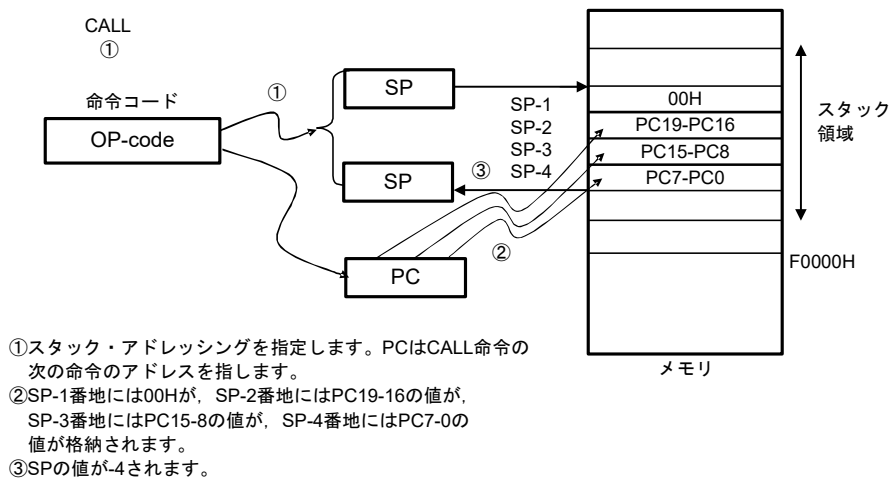 CALL
①
命令コード
OP-code
①
SP
SP
PC
SP-1
SP-2
SP-3
SP-4
③
②
00H
PC19-PC16
PC15-PC8
PC7-PC0
スタック
領域
F0000H
メモリ
①スタック・アドレッシングを指定します。PCはCALL命令の
次の命令のアドレスを指します。
②SP-1番地には00Hが，SP-2番地にはPC19-16の値が，
SP-3番地にはPC15-8の値が，SP-4番地にはPC7-0の
値が格納されます。
③SPの値が-4されます。